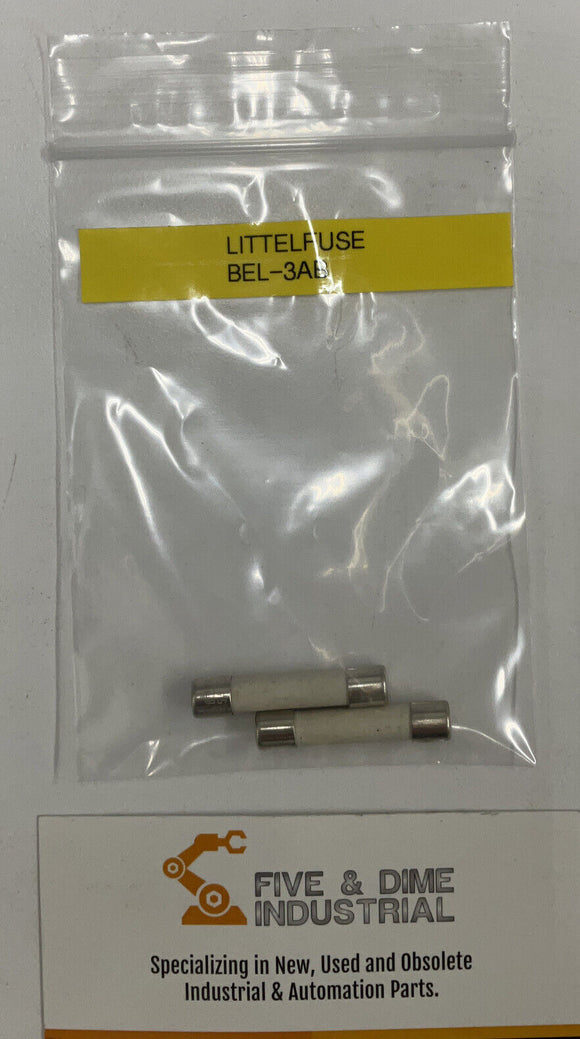 LITTELFUSE
BEL-3AB
FIVE & DIME
INDUSTRIAL
Specializing in New, Used and Obsolete
Industrial & Automation Parts.